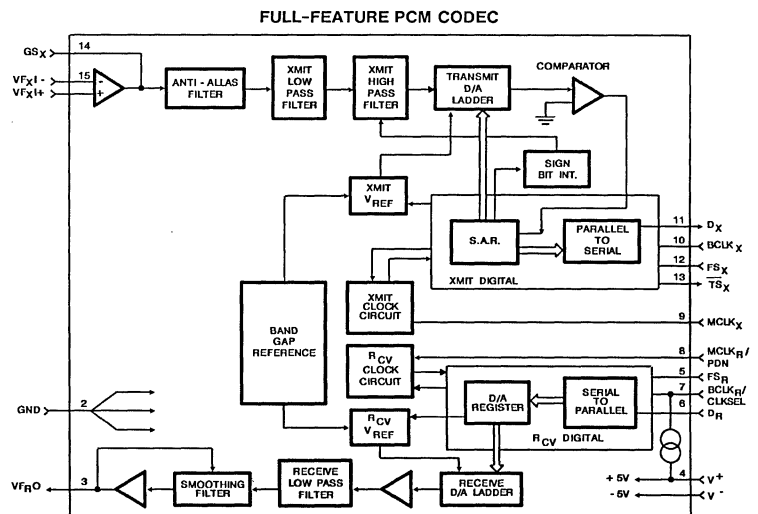 FULL-FEATURE PCM CODEC
GSX
14
VFXI-
15
VFXI+
-
+
ANTI-ALLAS
FILTER
XMIT
LOW
PASS
FILTER
XMIT
HIGH
PASS
FILTER
TRANSMIT
D/A
LADDER
COMPARATOR
SIGN
BIT INT.
XMIT
VREF
S.A.R.
PARALLEL
TO
SERIAL
XMIT DIGITAL
11
DX
10
BCLKX
12
FSX
13
TSX
BAND
GAP
REFERENCE
XMIT
CLOCK
CIRCUIT
9
MCLKX
RCV
CLOCK
CIRCUIT
8
MCLKR/
PDN
5
FSR
7
BCLKR/
CLKSEL
6
DR
D/A
REGISTER
SERIAL
TO
PARALLEL
RCV DIGITAL
GND
2
RCV
VREF
VFRO
3
SMOOTHING
FILTER
RECEIVE
LOW PASS
FILTER
RECEIVE
D/A LADDER
+5V
4
V+
-5V
V-